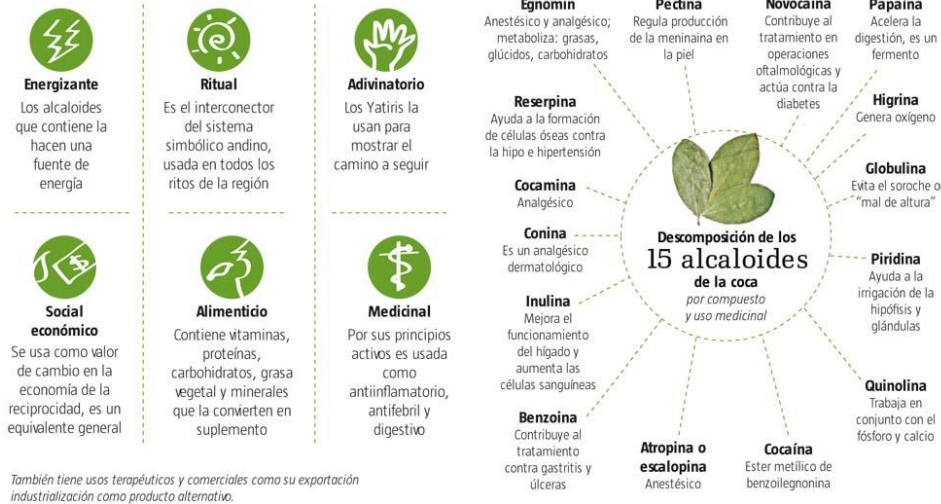 Energizante
Los alcaloides
que contiene la
hacen una
fuente de
energía
Ritual
Es el interconector
del sistema
simbólico andino,
usada en todos los
ritos de la región
Adivinatorio
Los Yatiris la
usan para
mostrar el
camino a seguir
Social
económico
Se usa como valor
de cambio en la
economía de la
reciprocidad, es un
equivalente general
Alimenticio
Contiene vitaminas,
proteínas,
carbohidratos, grasa
vegetal y minerales
que la convierten en
suplemento
Medicinal
Por sus principios
activos es usada
como
antiinflamatorio,
antifebril y
digestivo
También tiene usos terapéuticos y comerciales como su exportación
industrialización como producto alternativo.
Descomposición de los
15 alcaloides
de la coca
por compuesto
y uso medicinal
Egnomin
Anestésico y analgésico;
metaboliza: grasas,
glúcidos, carbohidratos
Pectina
Regula producción
de la meninaina en
la piel
Novocaína
Contribuye al
tratamiento en
operaciones
oftalmológicas y
actúa contra la
diabetes
Papaína
Acelera la
digestión, es un
fermento
Higrina
Genera oxígeno
Globulina
Evita el soroche o
"mal de altura"
Piridina
Ayuda a la
irrigación de la
hipófisis y
glándulas
Quinolina
Trabaja en
conjunto con el
fósforo y calcio
Cocaína
Ester metílico de
benzoilegnonina
Atropina o
escalopina
Anestésico
Benzoina
Contribuye al
tratamiento
contra gastritis y
úlceras
Inulina
Mejora el
funcionamiento
del hígado y
aumenta las
células sanguíneas
Conina
Es un analgésico
dermatológico
Cocamina
Analgésico
Reserpina
Ayuda a la formación
de células óseas contra
la hipo e hipertensión